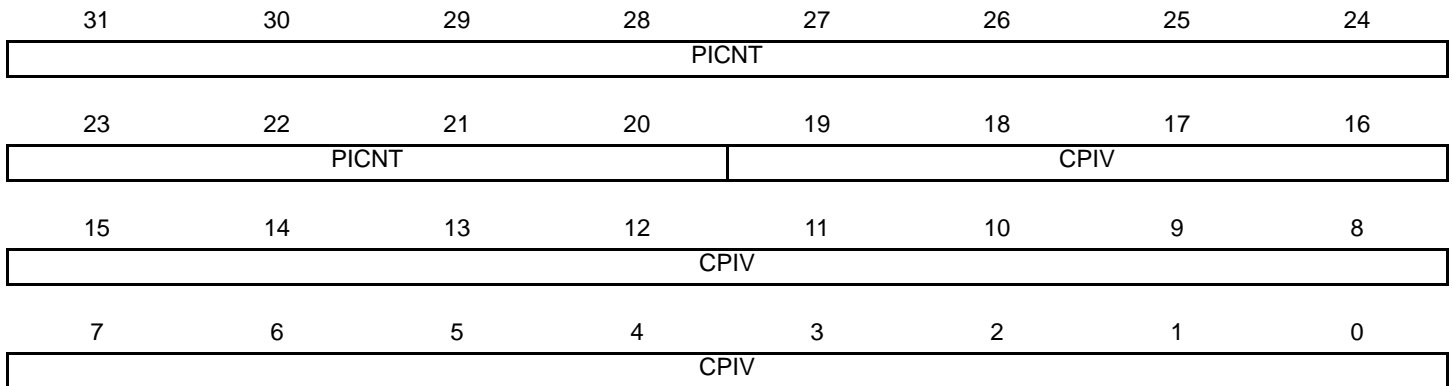 31 30 29 28 27 26 25 24
PICNT
23 22 21 20 19 18 17 16
PICNT CPIV
15 14 13 12 11 10 9 8
CPIV
7 6 5 4 3 2 1 0
CPIV